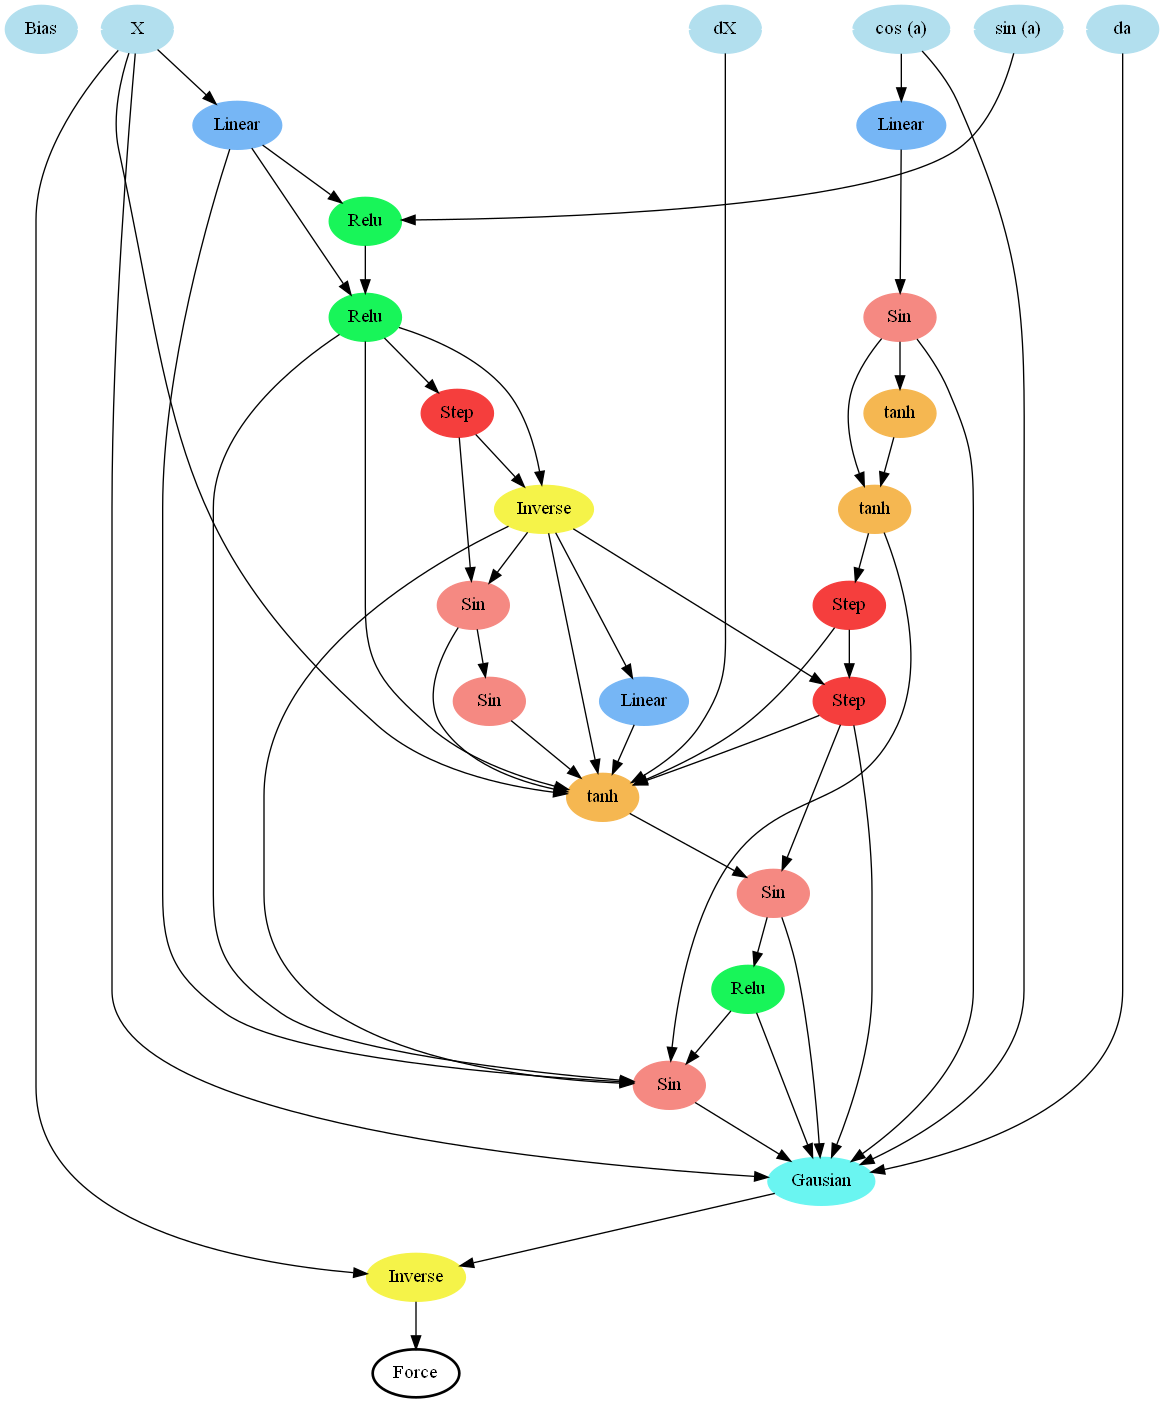 Bias
X
dX
cos (a)
sin (a)
da
Linear
Linear
Relu
Relu
Sin
Step
tanh
Inverse
tanh
Sin
Step
Sin
Linear
Step
tanh
Sin
Relu
Sin
Gausian
Inverse
Force